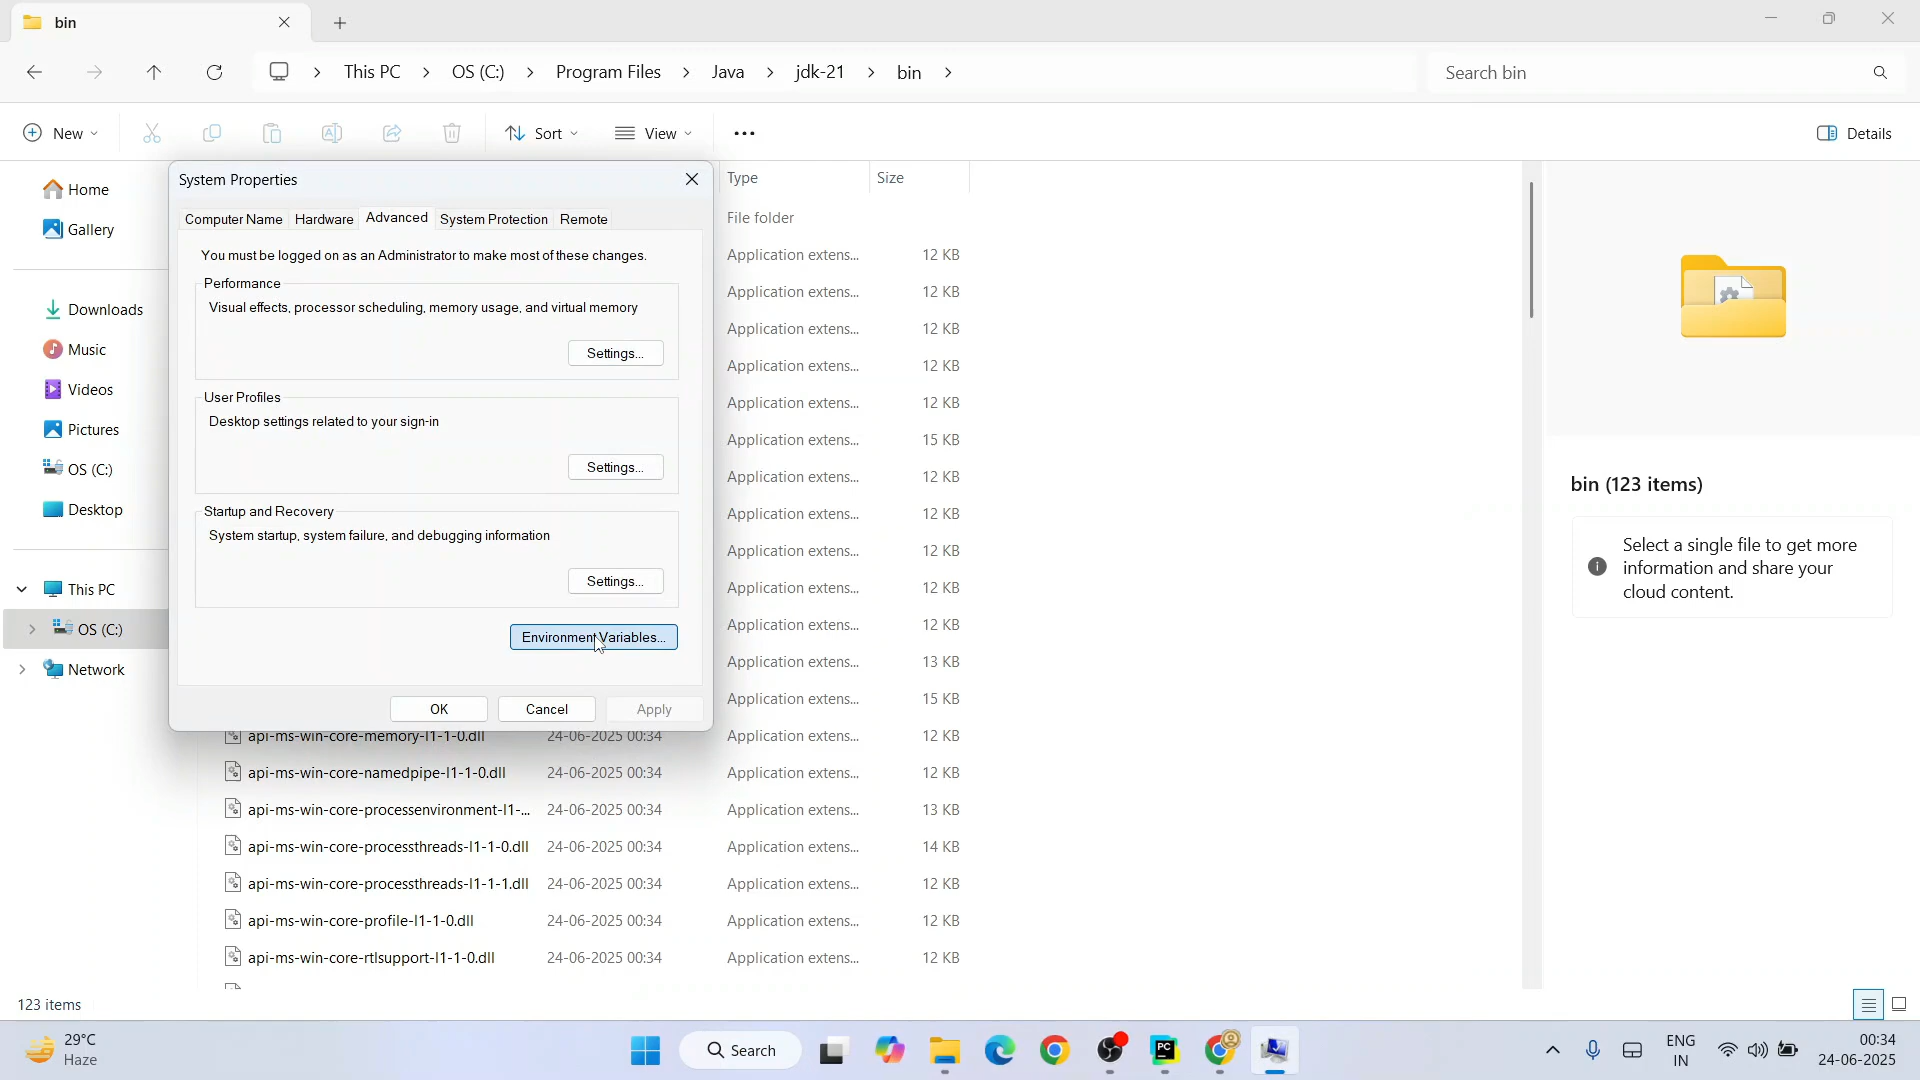 bin
This PC > OS (C:) > Program Files > Java > jdk-21 > bin >
Search bin
New
Sort
View
Details
System Properties
Computer Name Hardware Advanced System Protection Remote
You must be logged on as an Administrator to make most of these changes.
Performance
Visual effects, processor scheduling, memory usage, and virtual memory
Settings...
User Profiles
Desktop settings related to your sign-in
Settings...
Startup and Recovery
System startup, system failure, and debugging information
Settings...
Environment Variables...
OK Cancel Apply
Home
Gallery
Downloads
Music
Videos
Pictures
OS (C:)
Desktop
This PC
OS (C:)
Network
Type Size
File folder
Application extens... 12 KB
Application extens... 12 KB
Application extens... 12 KB
Application extens... 12 KB
Application extens... 12 KB
Application extens... 15 KB
Application extens... 12 KB
Application extens... 12 KB
Application extens... 12 KB
Application extens... 12 KB
Application extens... 12 KB
Application extens... 13 KB
Application extens... 15 KB
api-ms-win-core-memory-l1-1-0.dll 24-06-2025 00:34 Application extens... 12 KB
api-ms-win-core-namedpipe-l1-1-0.dll 24-06-2025 00:34 Application extens... 12 KB
api-ms-win-core-processenvironment-l1-... 24-06-2025 00:34 Application extens... 13 KB
api-ms-win-core-processthreads-l1-1-0.dll 24-06-2025 00:34 Application extens... 14 KB
api-ms-win-core-processthreads-l1-1-1.dll 24-06-2025 00:34 Application extens... 12 KB
api-ms-win-core-profile-l1-1-0.dll 24-06-2025 00:34 Application extens... 12 KB
api-ms-win-core-rtlsupport-l1-1-0.dll 24-06-2025 00:34 Application extens... 12 KB
bin (123 items)
Select a single file to get more
information and share your
cloud content.
123 items
29°C
Haze
Search
PC
ENG
IN
00:34
24-06-2025